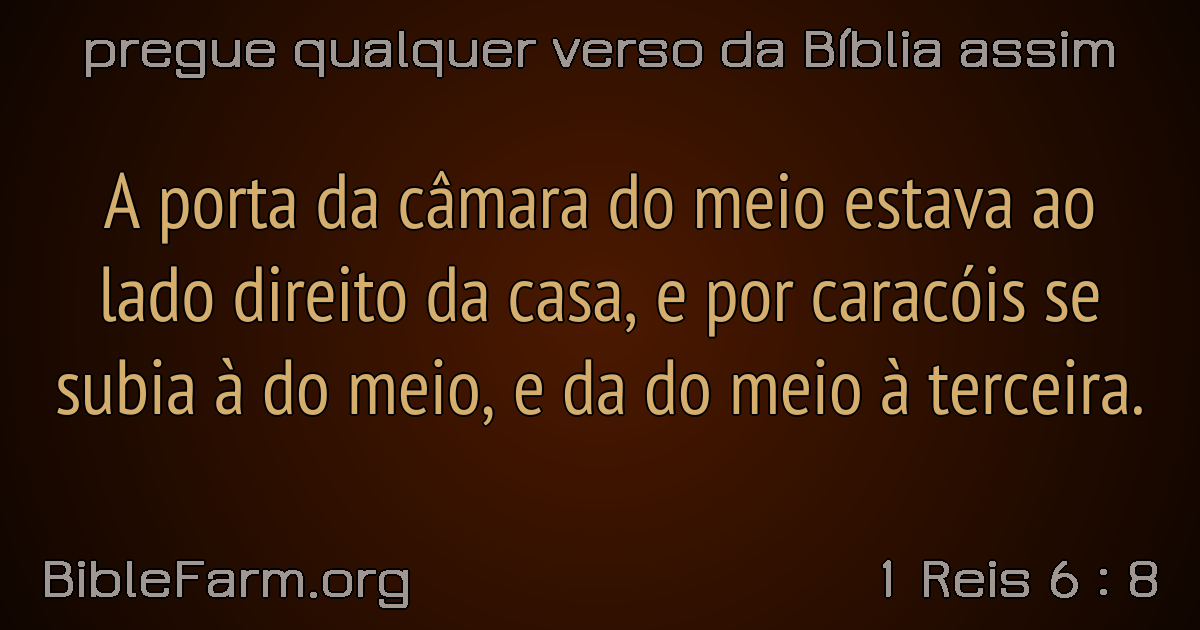 pregue qualquer verso da Bíblia assim
A porta da câmara do meio estava ao
lado direito da casa, e por caracóis se
subia à do meio, e da do meio à terceira.
BibleFarm.org
1 Reis 6 : 8